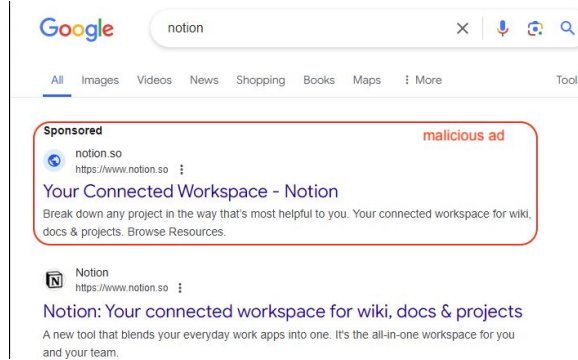 Google
notion
All Images Videos News Shopping Books Maps More Tool
Sponsored
malicious ad
notion.so
https://www.notion.so
Your Connected Workspace - Notion
Break down any project in the way that's most helpful to you. Your connected workspace for wiki,
docs & projects. Browse Resources.
N
Notion
https://www.notion.so
Notion: Your connected workspace for wiki, docs & projects
A new tool that blends your everyday work apps into one. It's the all-in-one workspace for you
and your team.